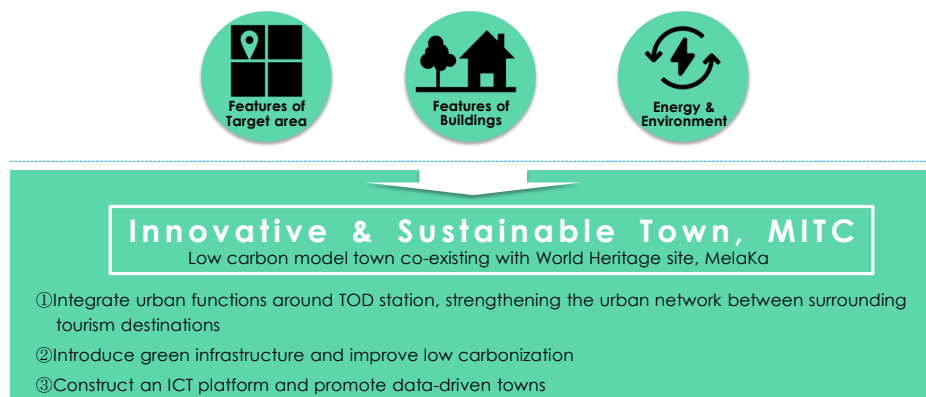 Features of
Target area
Features of
Buildings
Energy &
Environment
Innovative & Sustainable Town, MITC
Low carbon model town co-existing with World Heritage site, MelaKa
①Integrate urban functions around TOD station, strengthening the urban network between surrounding
tourism destinations
②Introduce green infrastructure and improve low carbonization
③Construct an ICT platform and promote data-driven towns